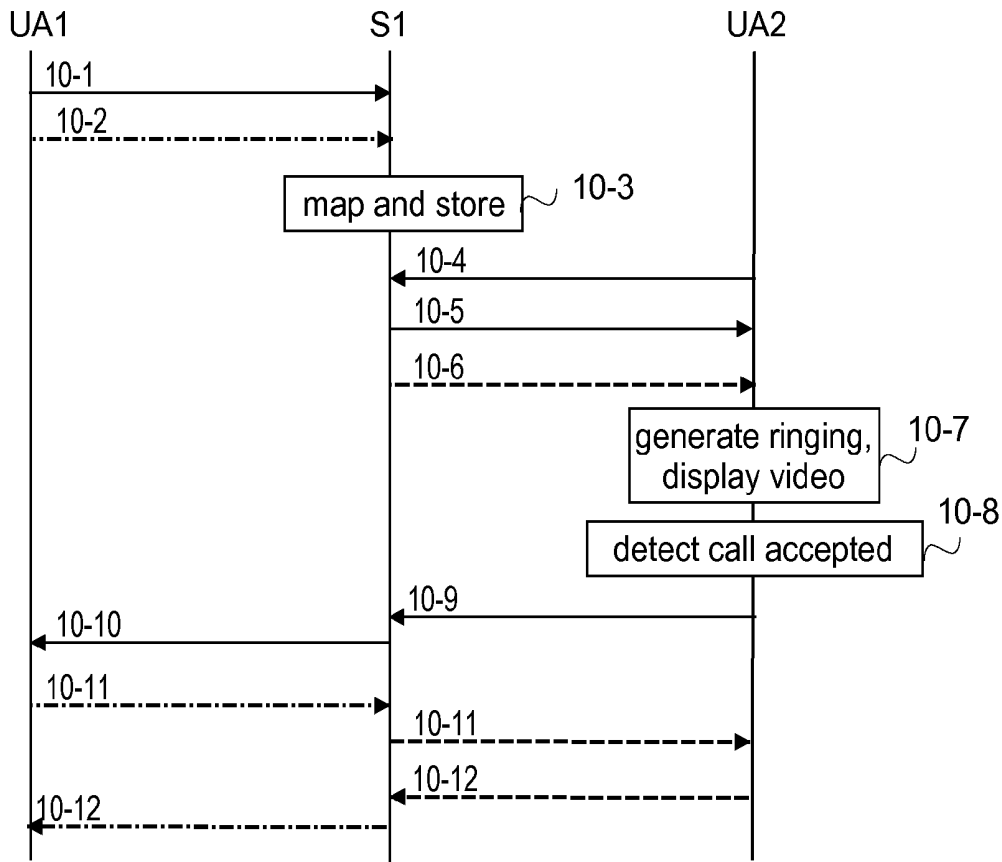 UA1 S1 UA2
10-1
10-2
map and store 10-3
10-4
10-5
10-6
generate ringing, 10-7
display video
10-8
detect call accepted
10-9
10-10
10-11
10-11
10-12
10-12